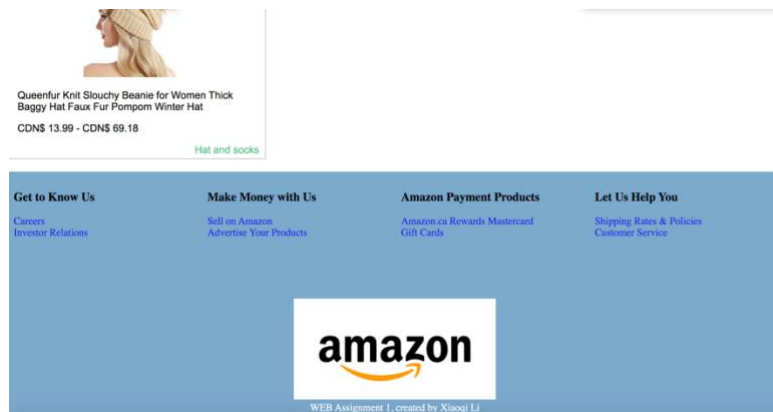 Queenfur Knit Slouchy Beanie for Women Thick
Baggy Hat Faux Fur Pompom Winter Hat
CDN$ 13.99 - CDN$ 69.18
Hat and socks
Get to Know Us
Careers
Investor Relations
Make Money with Us
Sell on Amazon
Advertise Your Products
Amazon Payment Products
Amazon.ca Rewards Mastercard
Gift Cards
Let Us Help You
Shipping Rates & Policies
Customer Service
amazon
WEB Assignment 1, created by Xiaoqi Li